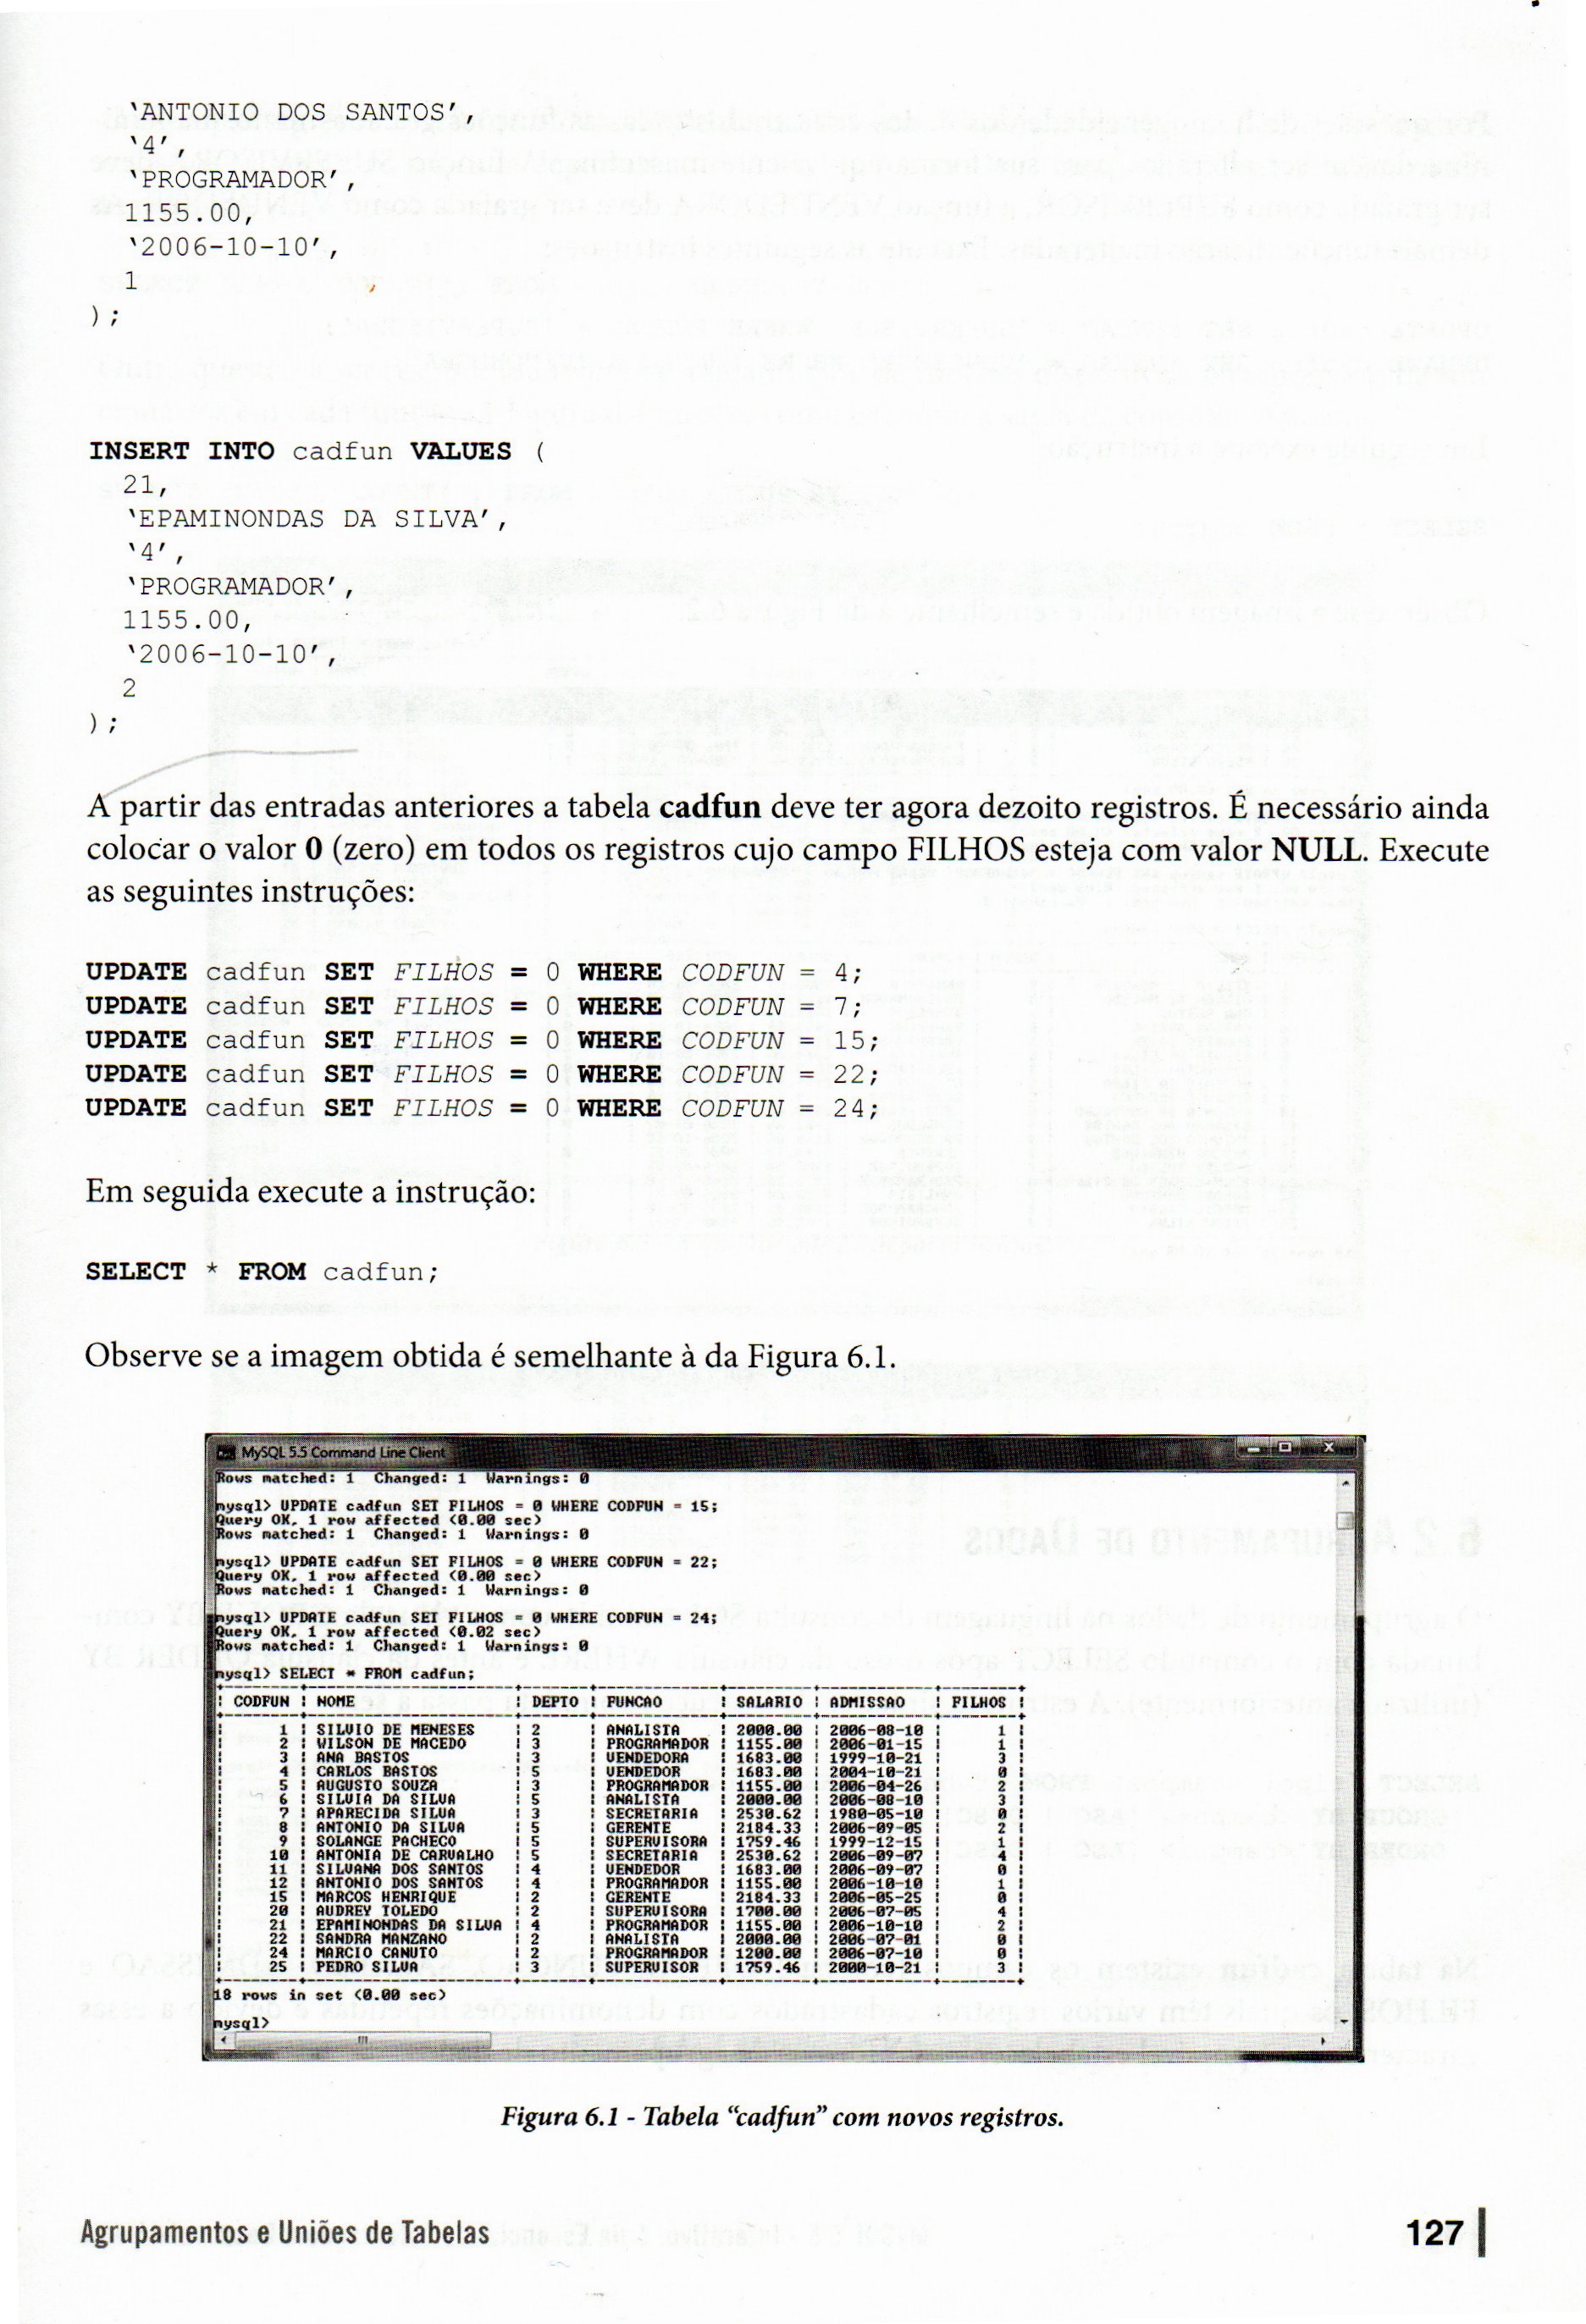 ‘ANTONIO DOS SANTOS’,
‘4’,
‘PROGRAMADOR’,
1155.00,
‘2006-10-10’,
1
);
INSERT INTO cadfun VALUES (
21,
‘EPAMINONDAS DA SILVA’,
‘4’,
‘PROGRAMADOR’,
1155.00,
‘2006-10-10’,
2
);
A partir das entradas anteriores a tabela cadfun deve ter agora dezoito registros. É necessário ainda
colocar o valor 0 (zero) em todos os registros cujo campo FILHOS esteja com valor NULL. Execute
as seguintes instruções:
UPDATE cadfun SET FILHOS = 0 WHERE CODFUN = 4;
UPDATE cadfun SET FILHOS = 0 WHERE CODFUN = 7;
UPDATE cadfun SET FILHOS = 0 WHERE CODFUN = 15;
UPDATE cadfun SET FILHOS = 0 WHERE CODFUN = 22;
UPDATE cadfun SET FILHOS = 0 WHERE CODFUN = 24;
Em seguida execute a instrução:
SELECT * FROM cadfun;
Observe se a imagem obtida é semelhante à da Figura 6.1.
MySQL 5.5 Command Line Client
Rows matched: 1 Changed: 1 Warnings: 0
mysql> UPDATE cadfun SET FILHOS = 0 WHERE CODFUN = 15;
Query OK, 1 row affected (0.00 sec)
Rows matched: 1 Changed: 1 Warnings: 0
mysql> UPDATE cadfun SET FILHOS = 0 WHERE CODFUN = 22;
Query OK, 1 row affected (0.00 sec)
Rows matched: 1 Changed: 1 Warnings: 0
mysql> UPDATE cadfun SET FILHOS = 0 WHERE CODFUN = 24;
Query OK, 1 row affected (0.02 sec)
Rows matched: 1 Changed: 1 Warnings: 0
mysql> SELECT * FROM cadfun;
| CODFUN | NOME | DEPTO | FUNCAO | SALARIO | ADMISSAO | FILHOS |
| 1 | SILVIO DE MENESES | 2 | ANALISTA | 2000.00 | 2006-08-10 | 1 |
| 2 | WILSON DE MACEDO | 3 | PROGRAMADOR | 1155.00 | 2006-01-15 | 1 |
| 3 | ANA BASTOS | 3 | VENDEDORA | 1683.00 | 1999-10-21 | 3 |
| 4 | CARLOS BASTOS | 5 | VENDEDOR | 1683.00 | 2004-10-21 | 0 |
| 5 | AUGUSTO SOUZA | 3 | PROGRAMADOR | 1155.00 | 2006-04-26 | 2 |
| 6 | SILVIA DA SILVA | 5 | ANALISTA | 2000.00 | 2006-08-10 | 3 |
| 7 | APARECIDA SILVA | 3 | SECRETARIA | 2530.62 | 1980-05-10 | 0 |
| 8 | ANTONIO DA SILVA | 5 | GERENTE | 2184.33 | 2006-09-05 | 2 |
| 9 | SOLANGE PACHECO | 5 | SUPERVISORA | 1759.46 | 1999-12-15 | 1 |
| 10 | ANTONIA DE CARVALHO | 5 | SECRETARIA | 2530.62 | 2006-09-07 | 4 |
| 11 | SILVANA DOS SANTOS | 4 | VENDEDOR | 1683.00 | 2006-09-07 | 0 |
| 12 | ANTONIO DOS SANTOS | 4 | PROGRAMADOR | 1155.00 | 2006-10-10 | 1 |
| 15 | MARCOS HENRIQUE | 2 | GERENTE | 2184.33 | 2006-05-25 | 0 |
| 20 | AUDREY TOLEDO | 2 | SUPERVISORA | 1700.00 | 2006-07-05 | 4 |
| 21 | EPAMINONDAS DA SILVA | 4 | PROGRAMADOR | 1155.00 | 2006-10-10 | 2 |
| 22 | SANDRA MANZANO | 2 | ANALISTA | 2000.00 | 2006-07-01 | 0 |
| 24 | MARCIO CANUTO | 2 | PROGRAMADOR | 1200.00 | 2006-07-10 | 0 |
| 25 | PEDRO SILVA | 3 | SUPERVISOR | 1759.46 | 2000-10-21 | 3 |
18 rows in set (0.00 sec)
mysql>
Figura 6.1 - Tabela “cadfun” com novos registros.
Agrupamentos e Uniões de Tabelas
127